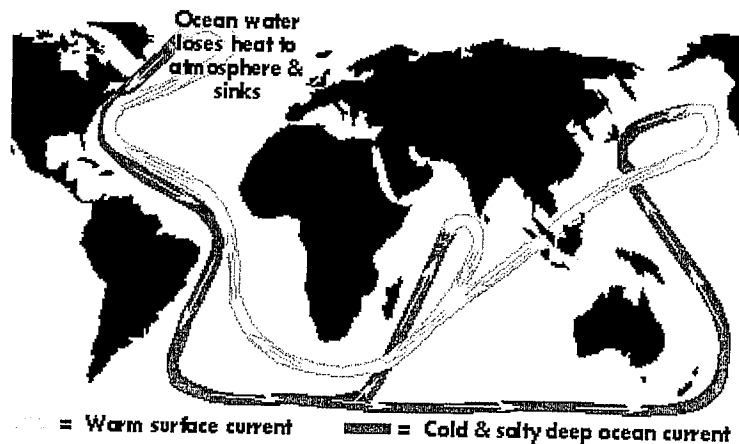 Ocean water
loses heat to
atmosphere &
sinks
= Warm surface current
= Cold & salty deep ocean current